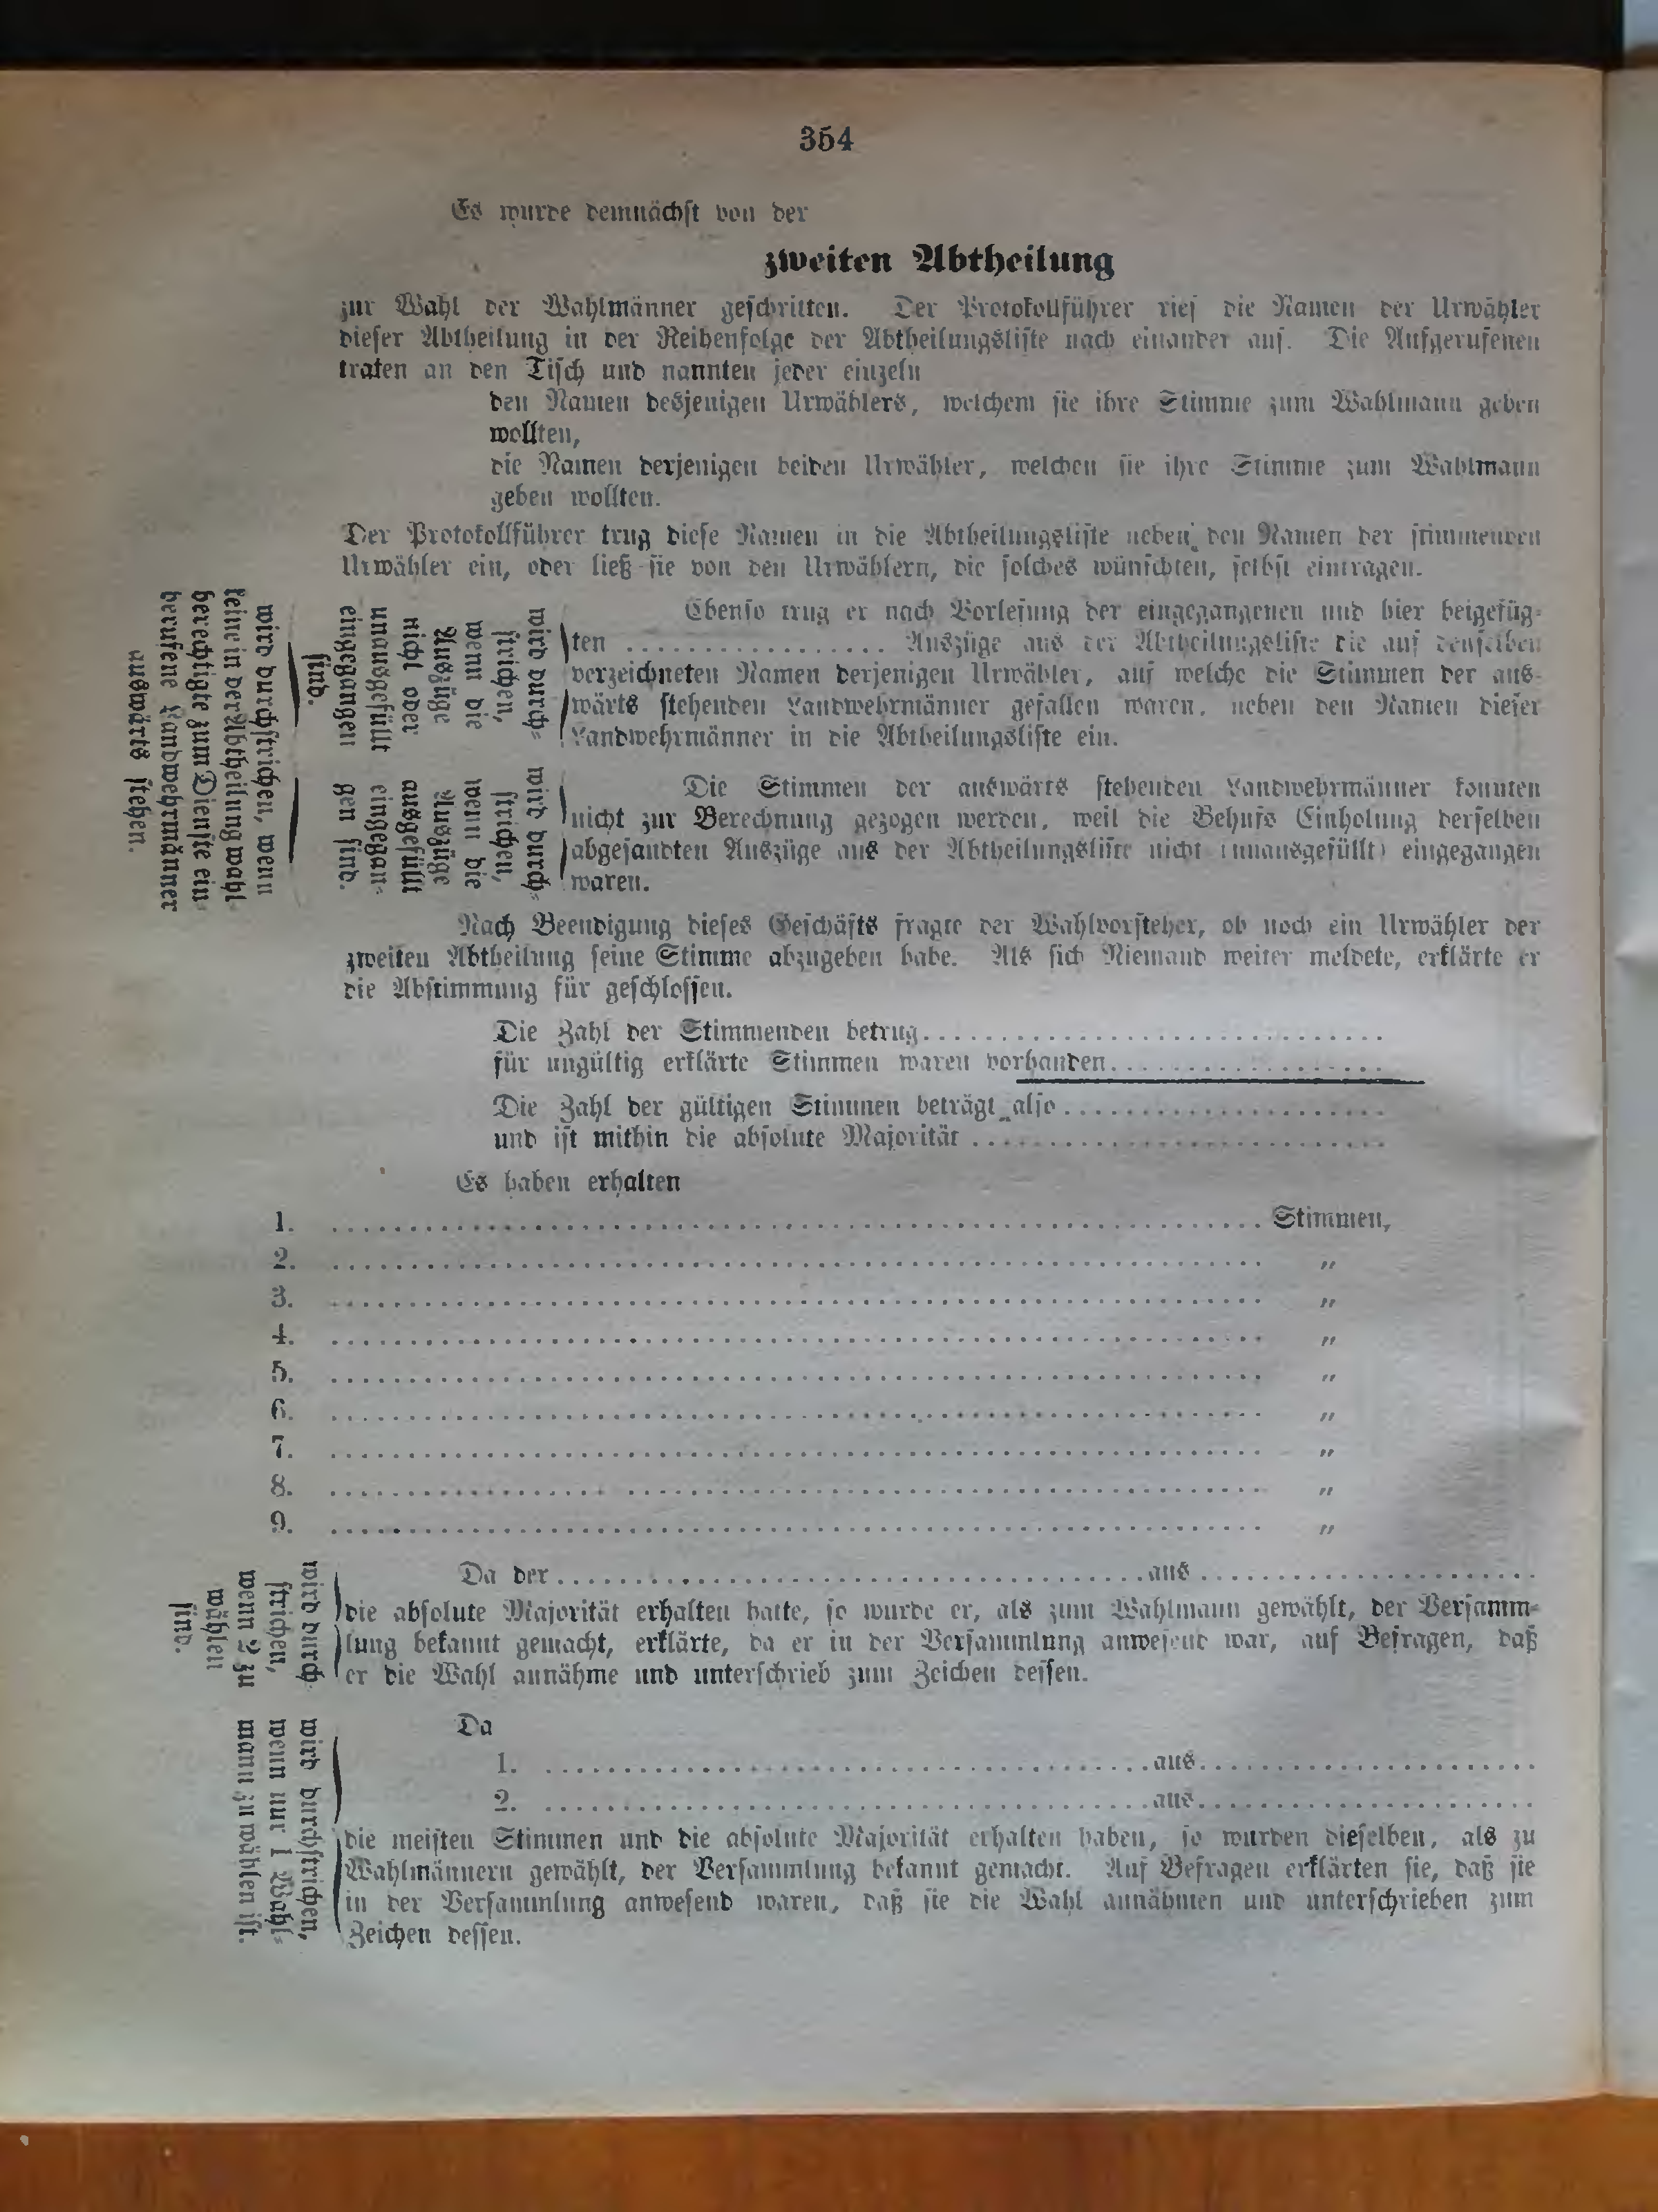 354
Es wurde demnächst von der
zweiten Abtheilung
zur Wahl der Wahlmänner geschritten. Der Protokollführer rief die Namen der Urwähler
dieser Abtheilung in der Reihenfolge der Abtheilungsliste nach einander auf. Die Aufgerufenen
traten an den Tisch und nannten jeder einzeln
den Namen desjenigen Urwählers, welchem sie ihre Stimme zum Wahlmann geben
wollten,
die Namen derjenigen beiden Urwähler, welchen sie ihre Stimme zum Wahlmann
geben wollten.
Der Protokollführer trug diese Namen in die Abtheilungsliste neben den Namen der stimmenden
Urwähler ein, oder ließ sie von den Urwählern, die solches wünschten, selbst eintragen.
wird durchstrichen, wenn
keine in der Abtheilung wahl-
berechtigte zum Dienste ein-
berufene Landwehrmänner
auswärts stehen.
wird durch-
strichen,
wenn die
Auszüge
nicht oder
unausgefüllt
eingegangen
sind.
Ebenso trug er nach Vorlesung der eingegangenen und hier beigefüg-
ten .................. Auszüge aus der Abtheilungsliste die auf denselben
verzeichneten Namen derjenigen Urwähler, auf welche die Stimmen der aus-
wärts stehenden Landwehrmänner gefallen waren, neben den Namen dieser
Landwehrmänner in die Abtheilungsliste ein.
wird durch-
strichen,
wenn die
Auszüge
ausgefüllt
eingegan-
gen sind.
Die Stimmen der auswärts stehenden Landwehrmänner konnten
nicht zur Berechnung gezogen werden, weil die Behufs Einholung derselben
abgesandten Auszüge aus der Abtheilungsliste nicht (unausgefüllt) eingegangen
waren.
Nach Beendigung dieses Geschäfts fragte der Wahlvorsteher, ob noch ein Urwähler der
zweiten Abtheilung seine Stimme abzugeben habe. Als sich Niemand weiter meldete, erklärte er
die Abstimmung für geschlossen.
Die Zahl der Stimmenden betrug..............................
für ungültig erklärte Stimmen waren vorhanden..................
Die Zahl der gültigen Stimmen beträgt also.....................
und ist mithin die absolute Majorität ...........................
Es haben erhalten
1. .............................................................. Stimmen,
2. .............................................................. "
3. .............................................................. "
4. .............................................................. "
5. .............................................................. "
6. .............................................................. "
7. .............................................................. "
8. .............................................................. "
9. .............................................................. "
wird durch-
strichen,
wenn 2 zu
wählen
sind.
Da der.......................................aus......................
die absolute Majorität erhalten hatte, so wurde er, als zum Wahlmann gewählt, der Versamm-
lung bekannt gemacht, erklärte, da er in der Versammlung anwesend war, auf Befragen, daß
er die Wahl annähme und unterschrieb zum Zeichen dessen.
wird durchstrichen,
wenn nur 1 Wahl-
mann zu wählen ist.
Da
1. ........................................aus......................
2. ........................................aus......................
die meisten Stimmen und die absolute Majorität erhalten haben, so wurden dieselben, als zu
Wahlmännern gewählt, der Versammlung bekannt gemacht. Auf Befragen erklärten sie, daß sie
in der Versammlung anwesend waren, daß sie die Wahl annähmen und unterschrieben zum
Zeichen dessen.